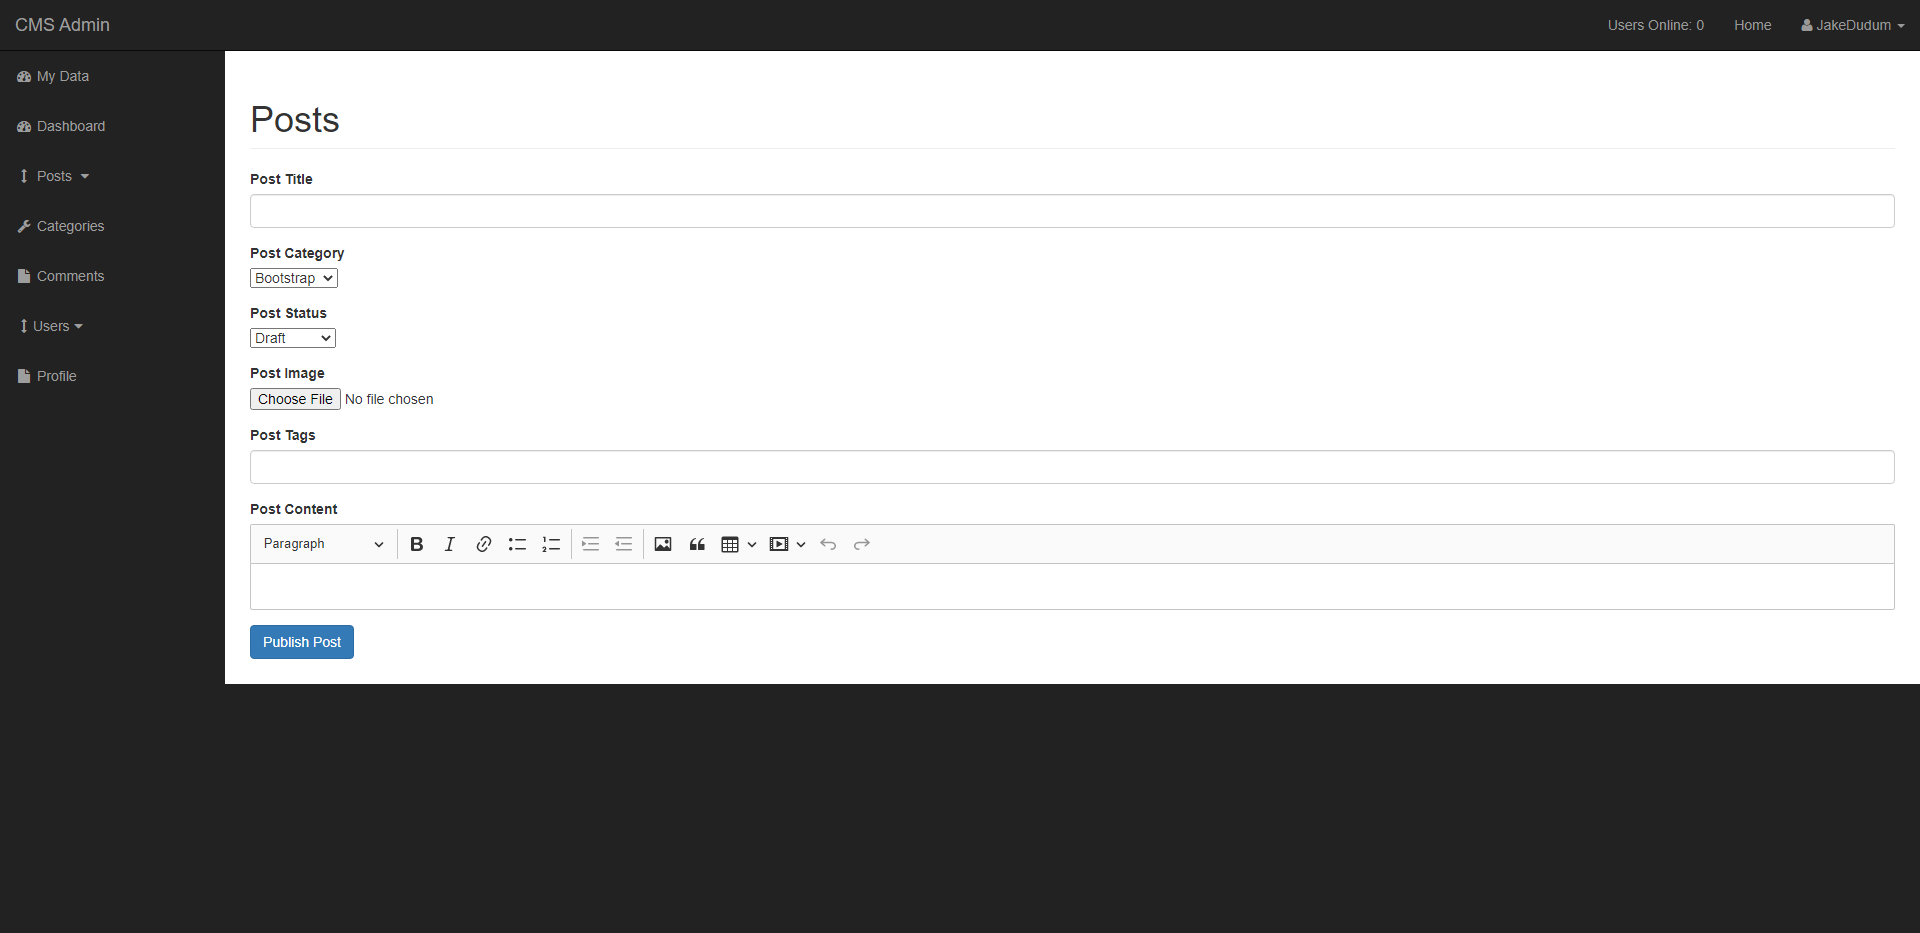 CMS Admin
Users Online: 0
Home
JakeDudum
My Data
Dashboard
Posts
Categories
Comments
Users
Profile
Posts
Post Title
Post Category
Bootstrap
Post Status
Draft
Post Image
Choose File No file chosen
Post Tags
Post Content
Paragraph
Publish Post